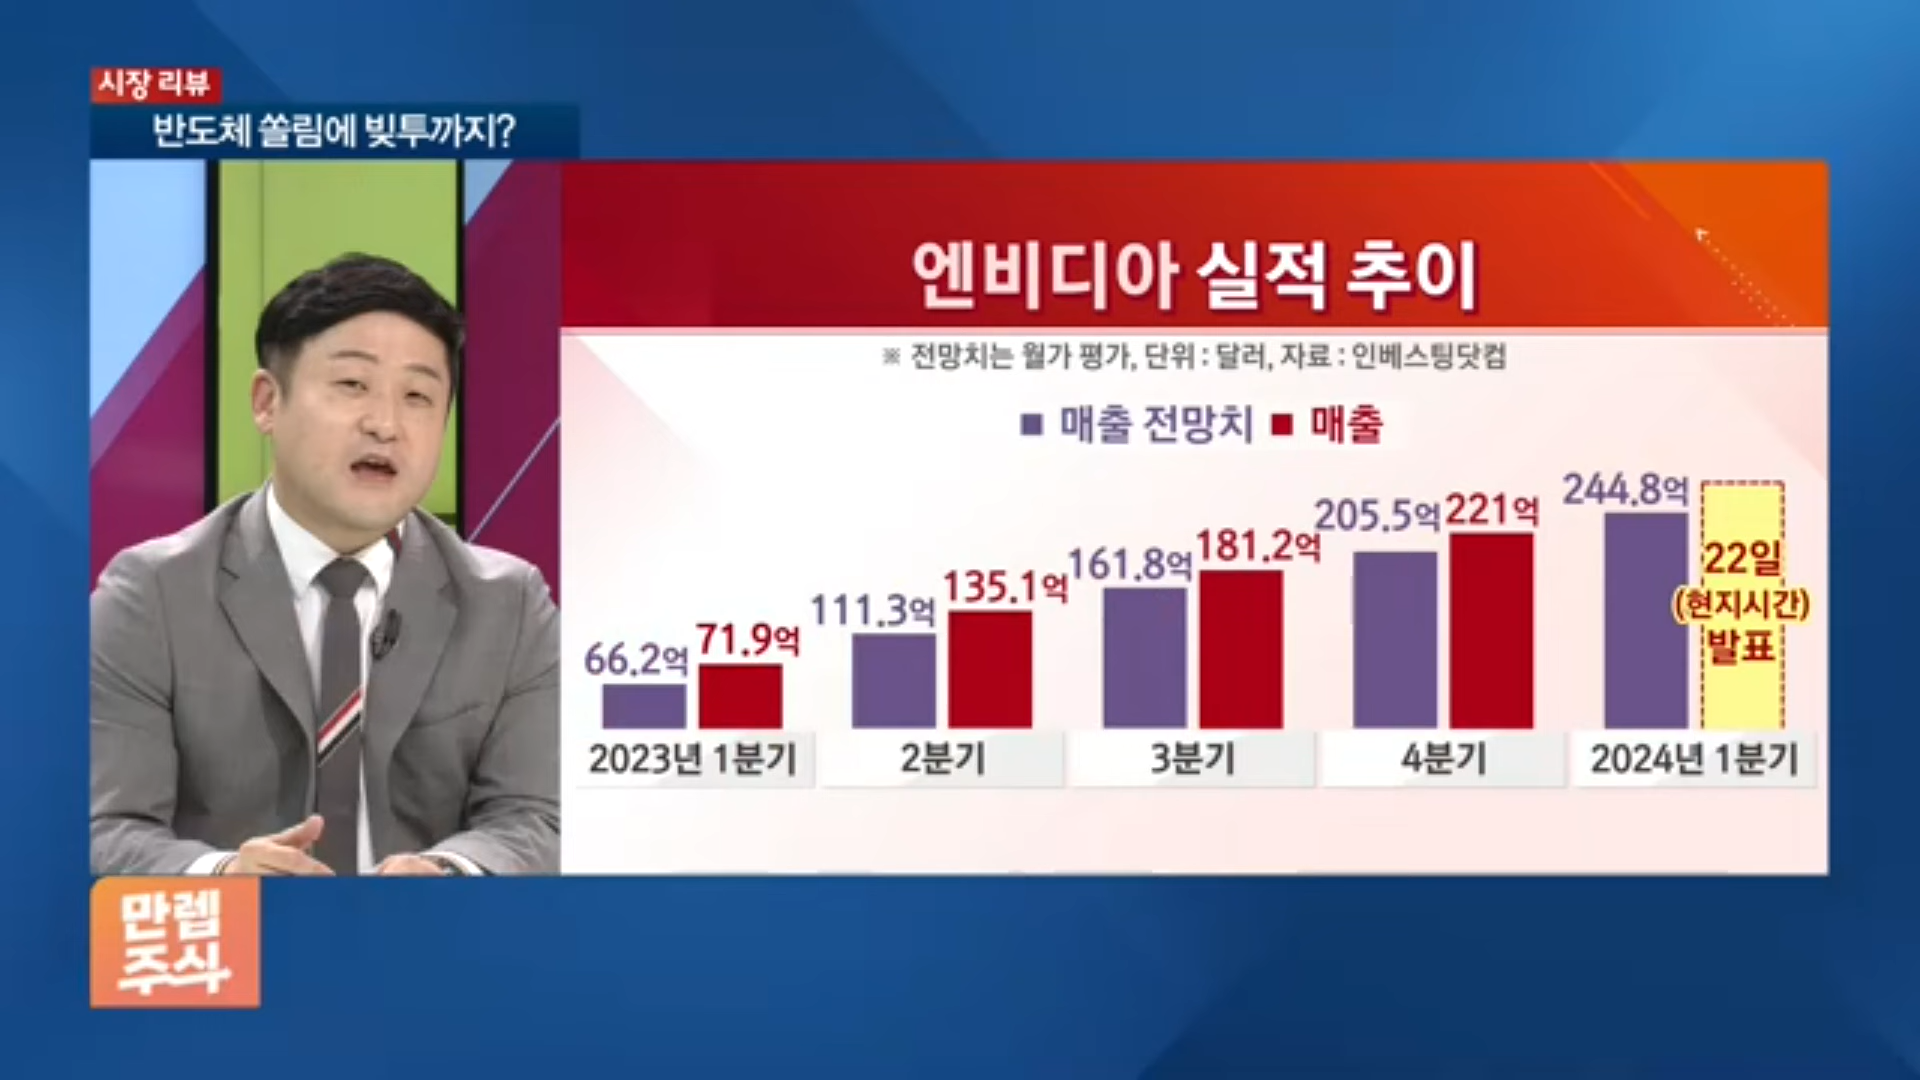 시장 리뷰
반도체 쏠림에 빚투까지?
엔비디아 실적 추이
※ 전망치는 월가 평가, 단위 : 달러, 자료 : 인베스팅닷컴
■ 매출 전망치 ■ 매출
66.2억 71.9억
111.3억 135.1억
161.8억 181.2억
205.5억 221억
244.8억
22일
(현지시간)
발표
2023년 1분기 2분기 3분기 4분기 2024년 1분기
만렙
주식